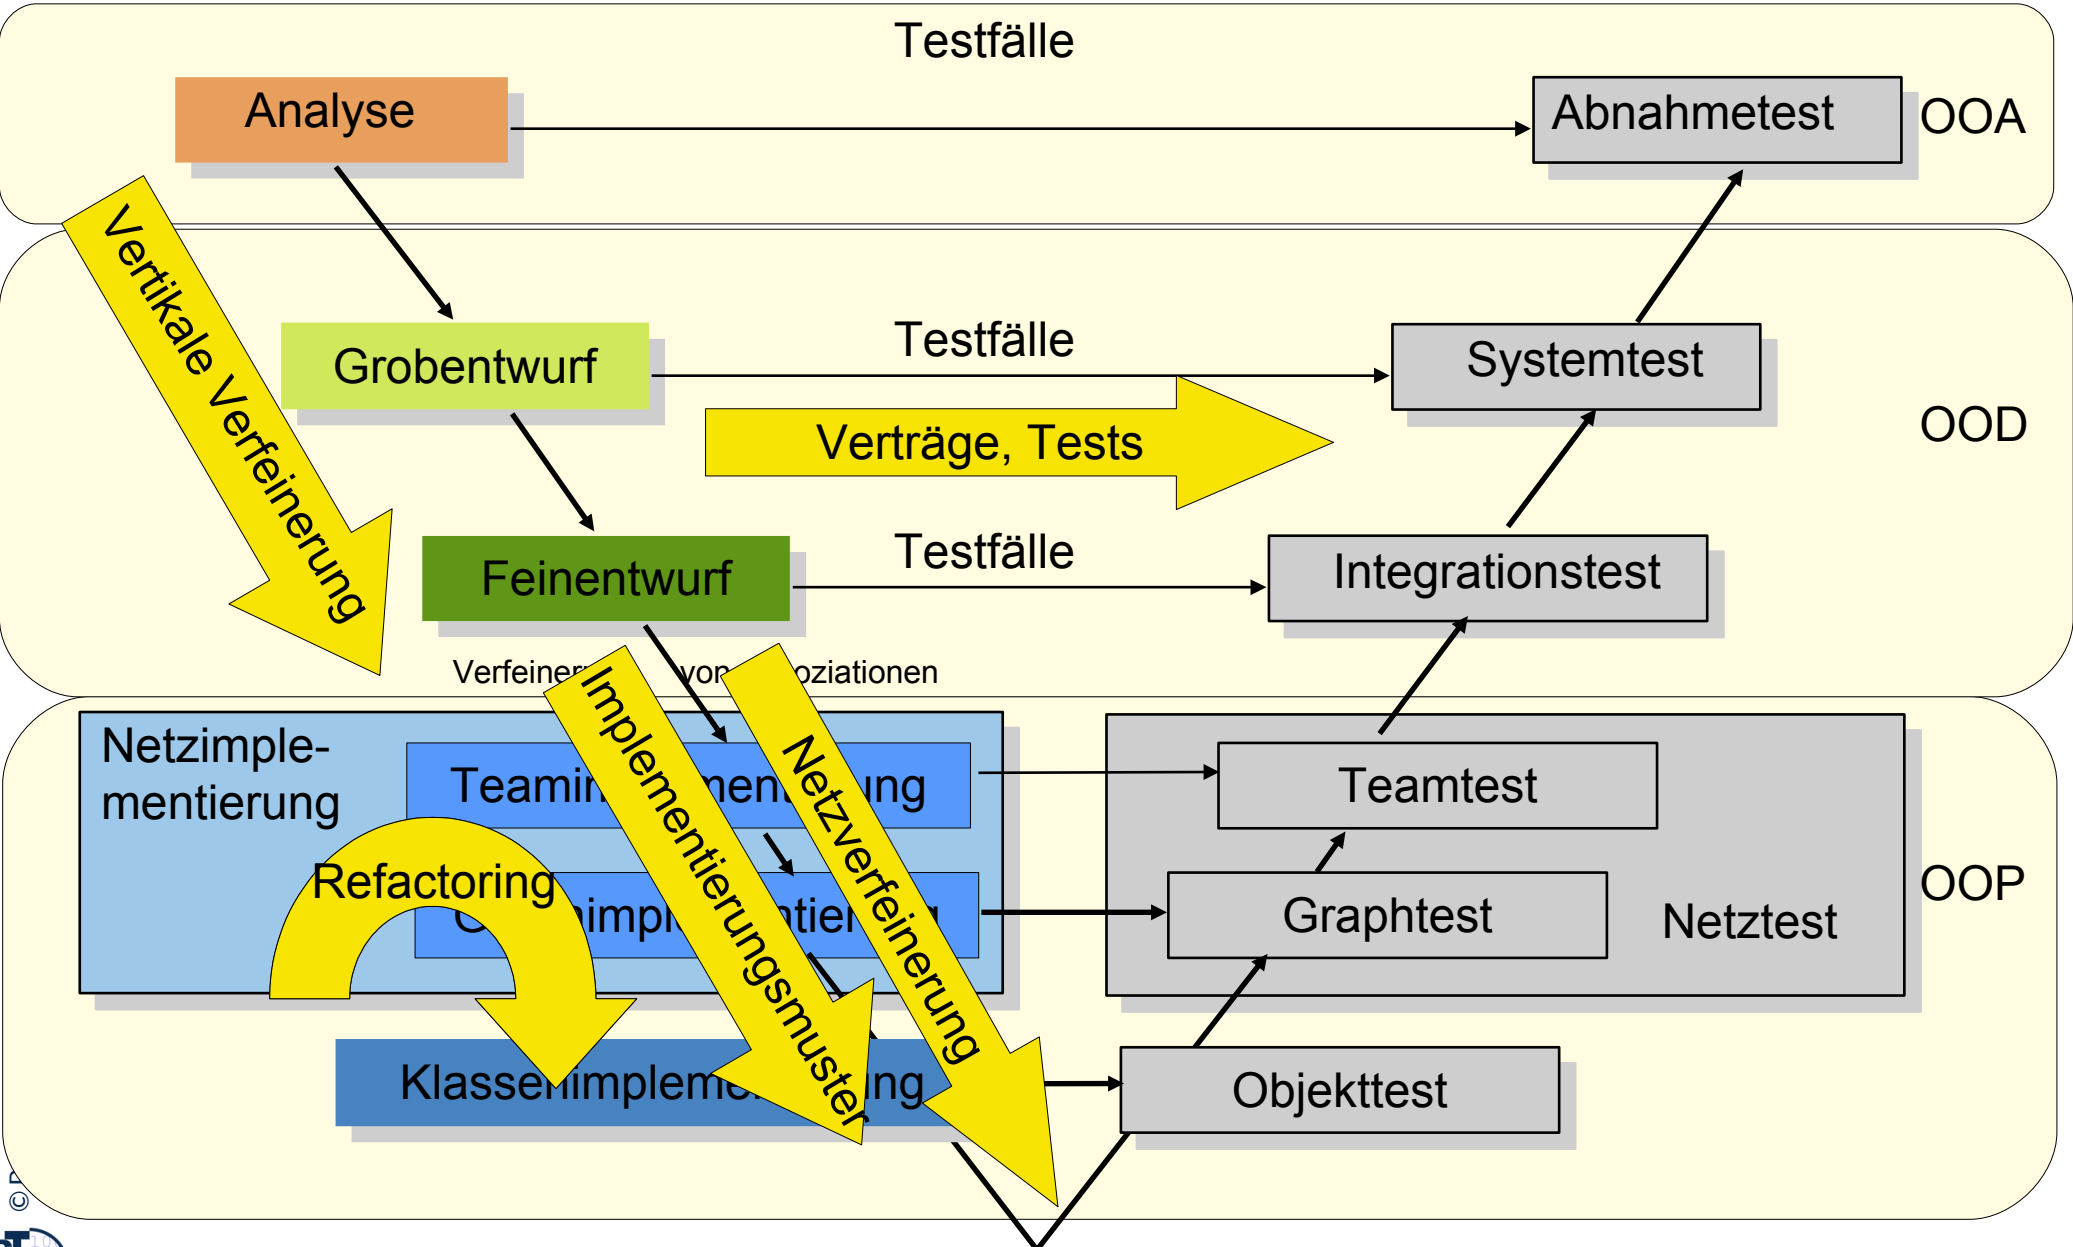 Testfälle
Analyse
Abnahmetest
OOA
Vertikale Verfeinerung
Testfälle
Grobentwurf
Systemtest
OOD
Verträge, Tests
Testfälle
Feinentwurf
Integrationstest
oziationen
Implementierungsmuster
Netzverfeinerung
Netzimple-
mentierung
Teamtest
Refactoring
OOP
Graphtest
Netztest
Objekttest
©